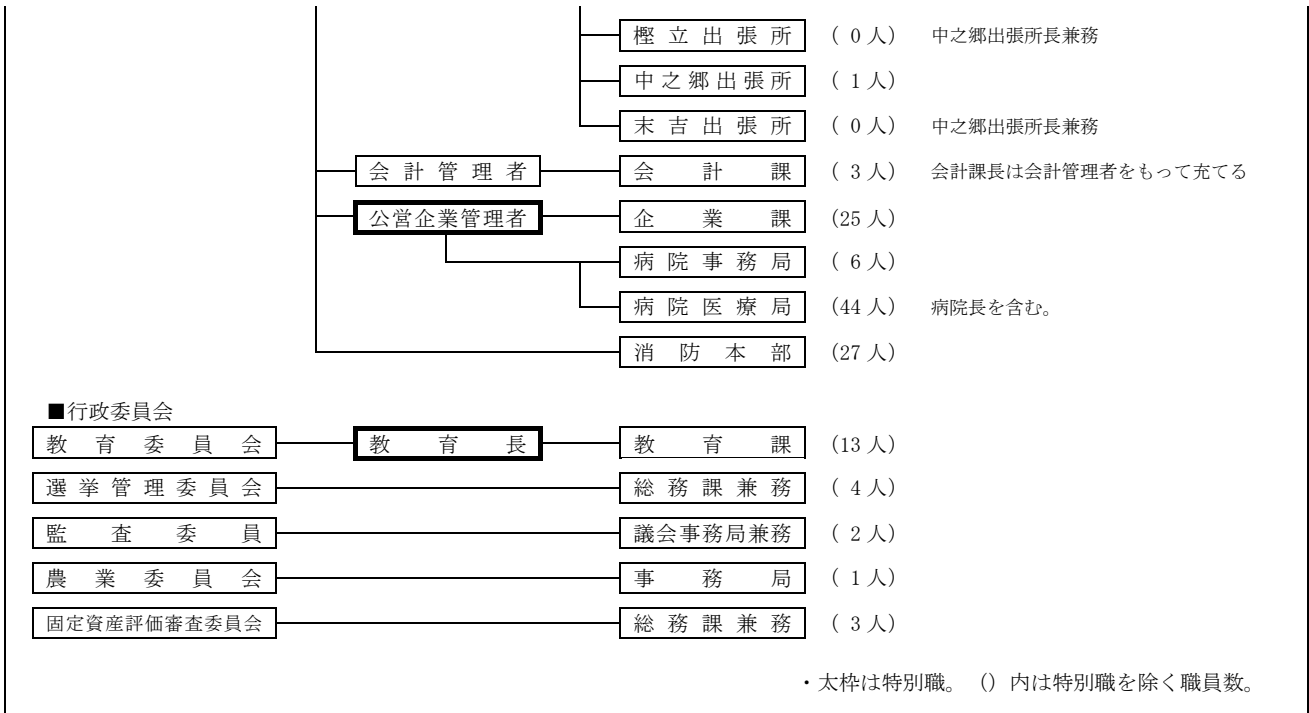 樫立出張所 （ 0人） 中之郷出張所長兼務
中之郷出張所 （ 1人）
末吉出張所 （ 0人） 中之郷出張所長兼務
会計管理者 会計課 （ 3人） 会計課長は会計管理者をもって充てる
公営企業管理者 企業課 （25人）
病院事務局 （ 6人）
病院医療局 （44人） 病院長を含む。
消防本部 （27人）
■行政委員会
教育委員会 教育長 教育課 （13人）
選挙管理委員会 総務課兼務 （ 4人）
監査委員 議会事務局兼務 （ 2人）
農業委員会 事務局 （ 1人）
固定資産評価審査委員会 総務課兼務 （ 3人）
・太枠は特別職。（）内は特別職を除く職員数。